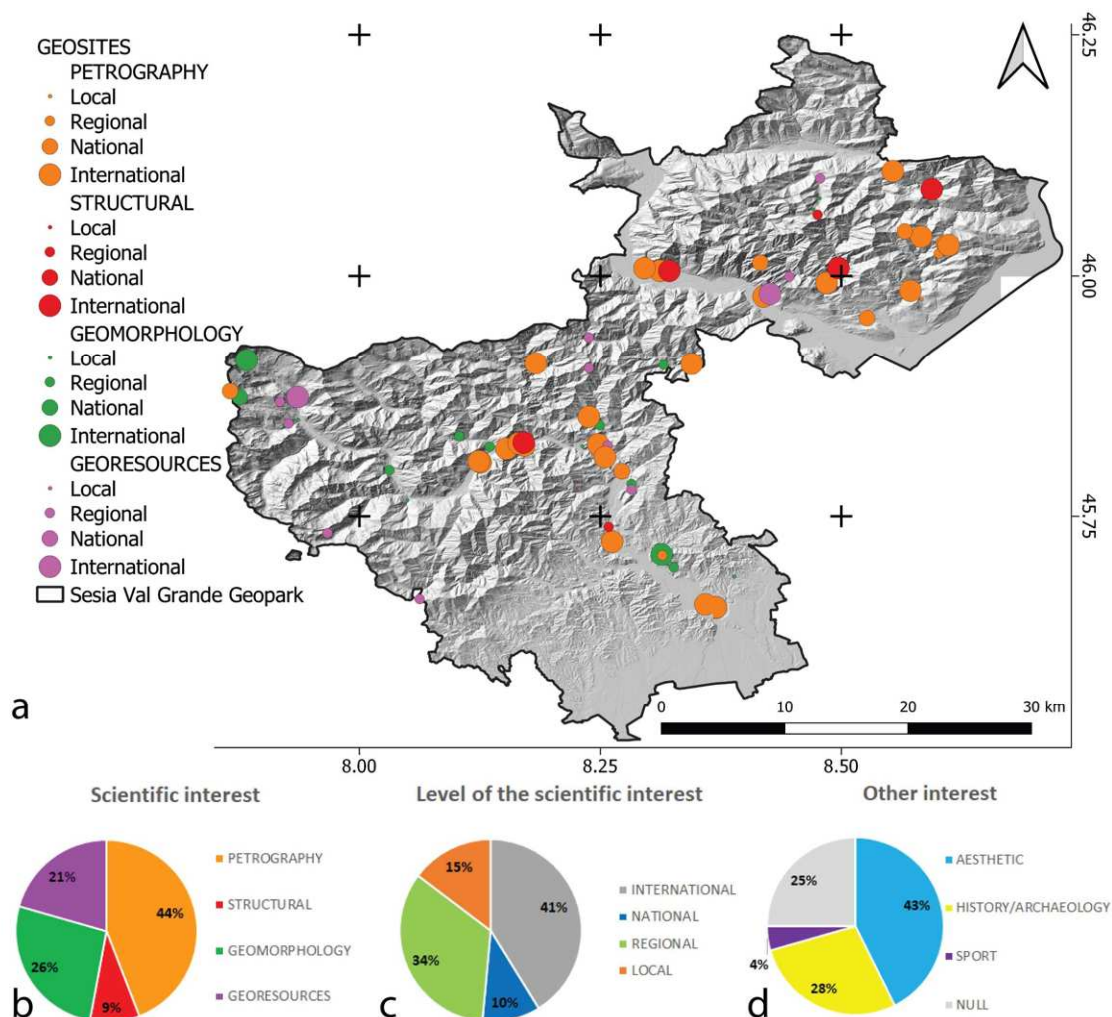 GEOSITES
PETROGRAPHY
Local
Regional
National
International
STRUCTURAL
Local
Regional
National
International
GEOMORPHOLOGY
Local
Regional
National
International
GEORESOURCES
Local
Regional
National
International
Sesia Val Grande Geopark
46.25
46.00
45.75
a
0 10 20 30 km
8.00 8.25 8.50
Scientific interest
44%
9%
26%
21%
PETROGRAPHY
STRUCTURAL
GEOMORPHOLOGY
GEORESOURCES
b
Level of the scientific interest
41%
10%
34%
15%
INTERNATIONAL
NATIONAL
REGIONAL
LOCAL
c
Other interest
43%
28%
4%
25%
AESTHETIC
HISTORY/ARCHAEOLOGY
SPORT
NULL
d